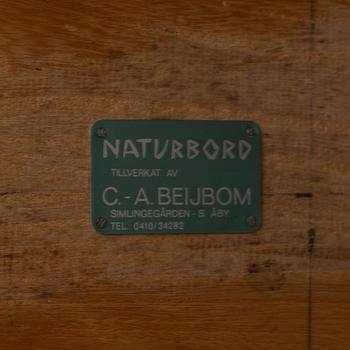 NATURBORD
TILLVERKAT AV
C.-A. BEIJBOM
SIMLINGEGÅRDEN - S. ÅBY
TEL. 0410/34282